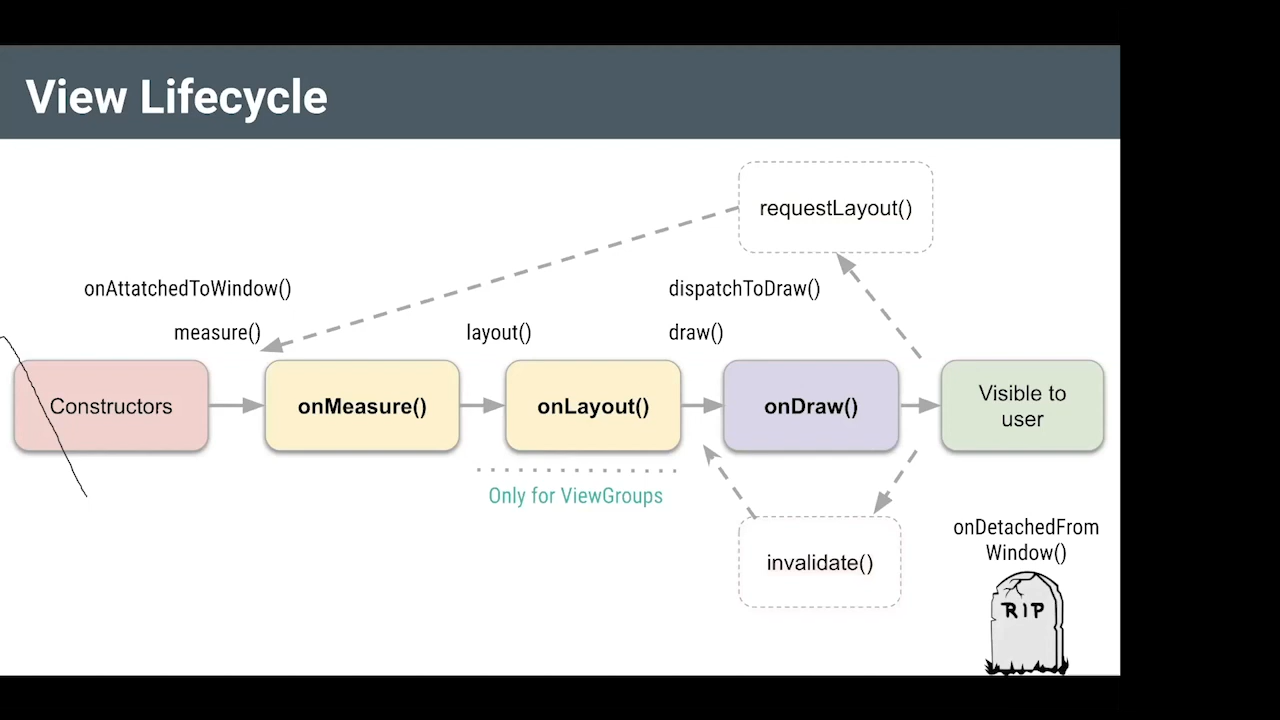 View Lifecycle
requestLayout()
onAttatchedToWindow()
dispatchToDraw()
measure()
layout()
draw()
Constructors
onMeasure()
onLayout()
onDraw()
Visible to
user
Only for ViewGroups
invalidate()
onDetachedFrom
Window()
RIP